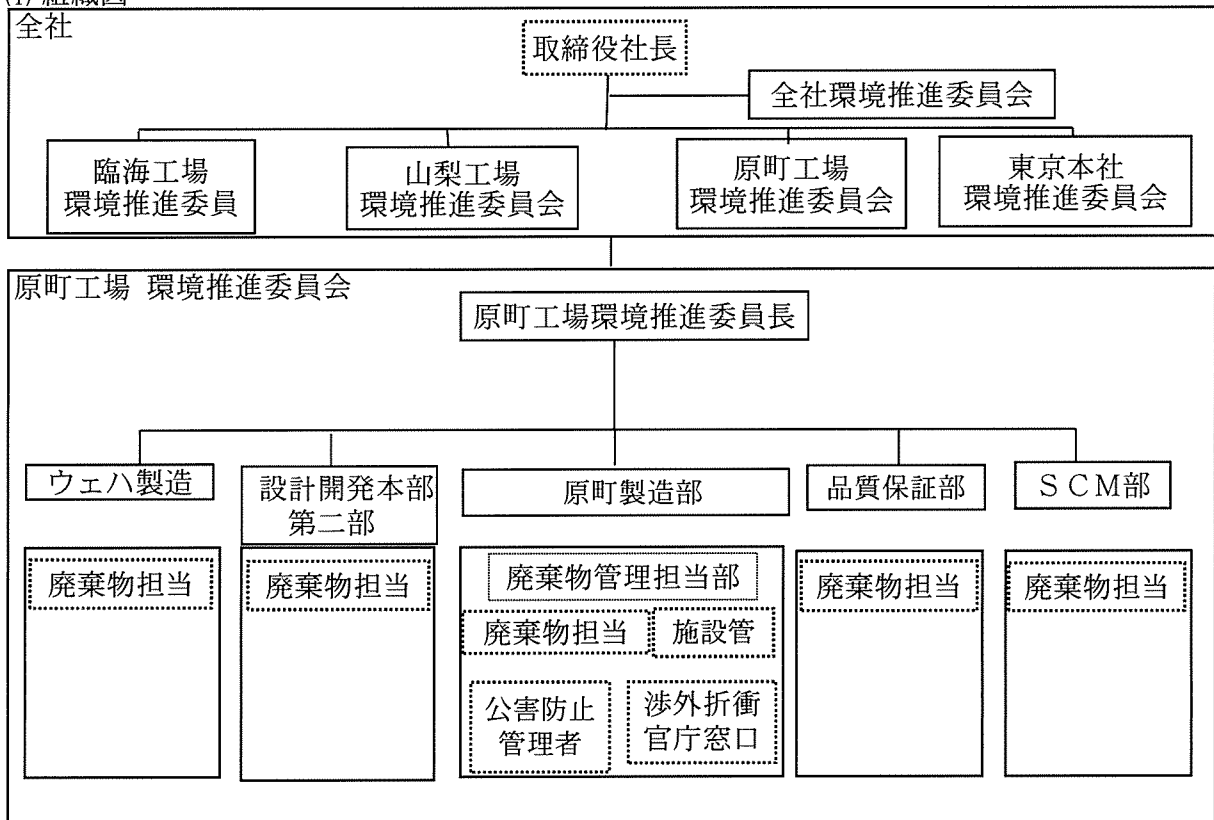 (1) 組織図
全社
取締役社長
全社環境推進委員会
臨海工場
環境推進委員
山梨工場
環境推進委員会
原町工場
環境推進委員会
東京本社
環境推進委員会
原町工場 環境推進委員会
原町工場環境推進委員長
ウェハ製造
設計開発本部
第二部
原町製造部
品質保証部
ＳＣＭ部
廃棄物担当
廃棄物担当
廃棄物管理担当部
廃棄物担当
施設管
公害防止
管理者
渉外折衝
官庁窓口
廃棄物担当
廃棄物担当